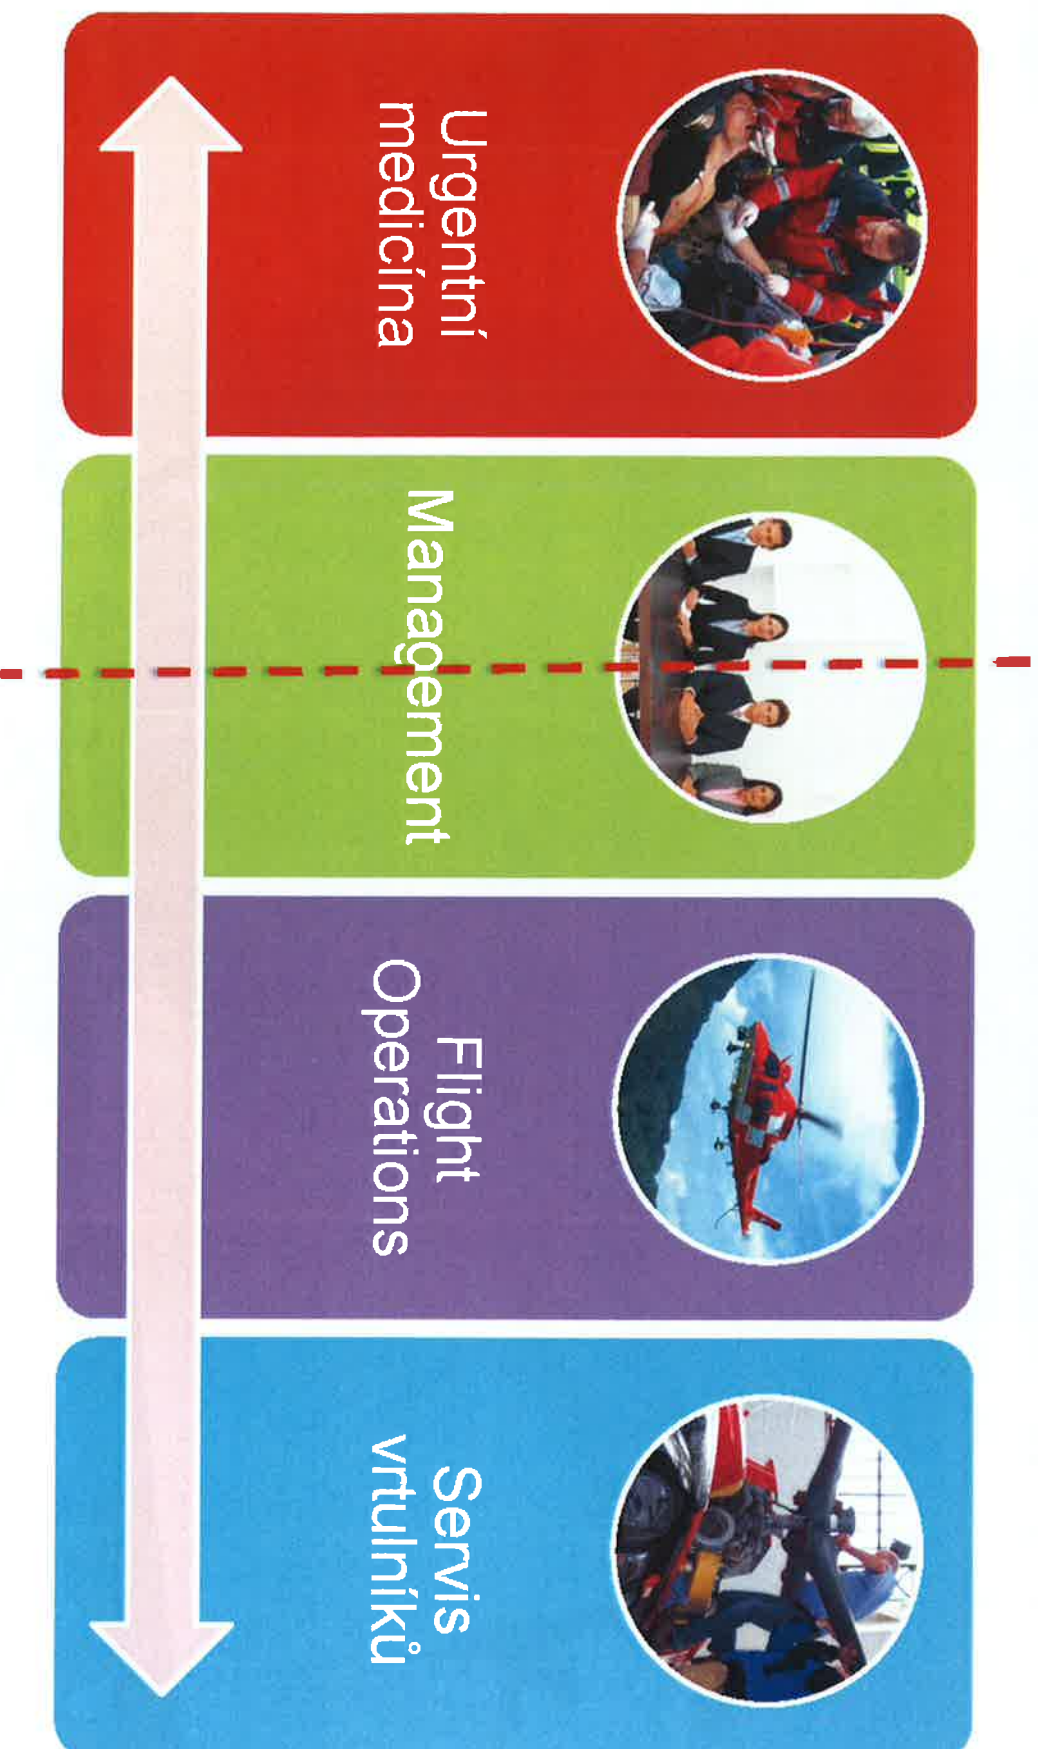 Urgentní
medicína
Management
Flight
Operations
Servis
vrtulníků